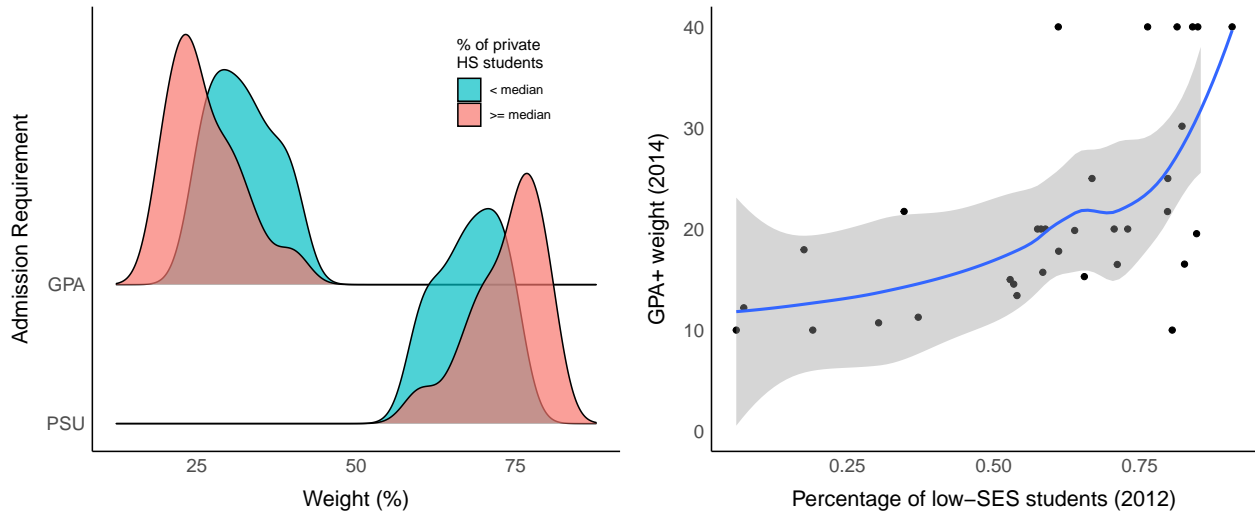 % of private
HS students
< median
>= median
Admission Requirement
GPA
PSU
25
50
75
Weight (%)
GPA+ weight (2014)
40
30
20
10
0
0.25
0.50
0.75
Percentage of low−SES students (2012)